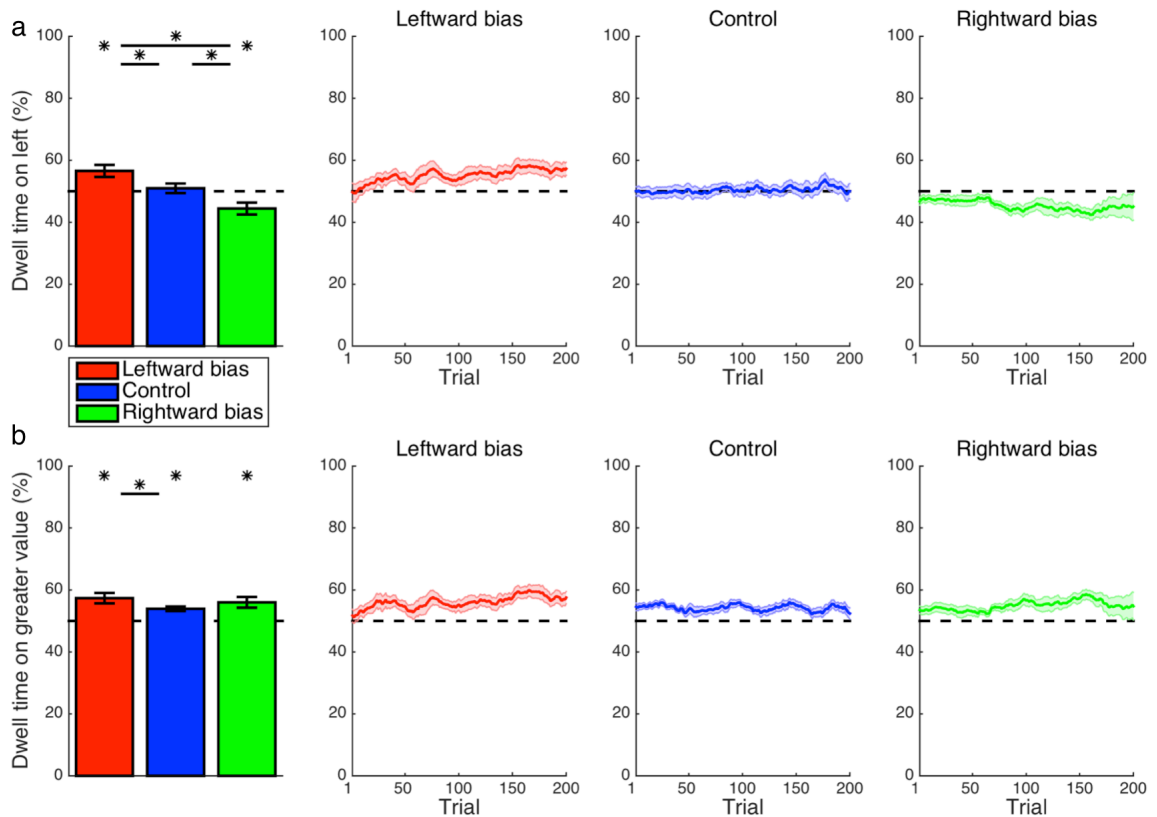 a
Leftward bias
Control
Rightward bias
Dwell time on left (%)
100
80
60
40
20
0
* * *
* *
100
80
60
40
20
0
1 50 100 150 200
Trial
100
80
60
40
20
0
1 50 100 150 200
Trial
100
80
60
40
20
0
1 50 100 150 200
Trial
Leftward bias
Control
Rightward bias
b
Leftward bias
Control
Rightward bias
Dwell time on greater value (%)
100
80
60
40
20
0
* * *
*
100
80
60
40
20
0
1 50 100 150 200
Trial
100
80
60
40
20
0
1 50 100 150 200
Trial
100
80
60
40
20
0
1 50 100 150 200
Trial